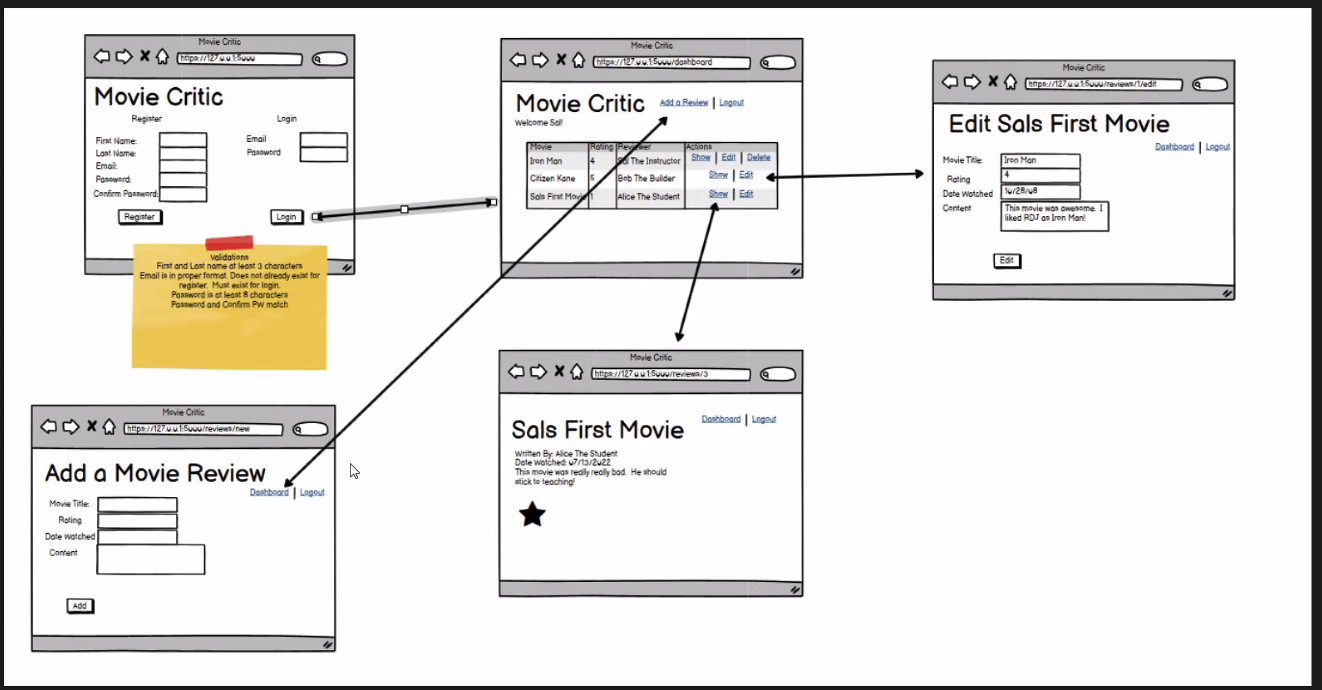 Movie Critic
https://127.0.0.1:5000
Movie Critic
Register
Login
First Name:
Last Name:
Email:
Password:
Confirm Password:
Email
Password
Register
Login
Validations
First and Last name at least 3 characters
Email is in proper format. Does not already exist for
register. Must exist for login.
Password is at least 8 characters
Password and Confirm PW match
Movie Critic
https://127.0.0.1:5000/dashboard
Movie Critic
Add a Review | Logout
Welcome Sal!
Movie Rating Reviewer Actions
Iron Man 4 Sal The Instructor Show | Edit | Delete
Citizen Kane 5 Bob The Builder Show | Edit
Sals First Movie 1 Alice The Student Show | Edit
Movie Critic
https://127.0.0.1:5000/reviews/1/edit
Edit Sals First Movie
Dashboard | Logout
Movie Title: Iron Man
Rating 4
Date Watched 10/28/08
Content This movie was awesome. I
liked RDJ as Iron Man!
Edit
Movie Critic
https://127.0.0.1:5000/reviews/new
Add a Movie Review
Dashboard | Logout
Movie Title:
Rating
Date Watched
Content
Add
Movie Critic
https://127.0.0.1:5000/reviews/3
Dashboard | Logout
Sals First Movie
Written By: Alice The Student
Date Watched: 07/13/2022
This movie was really really bad. He should
stick to teaching!